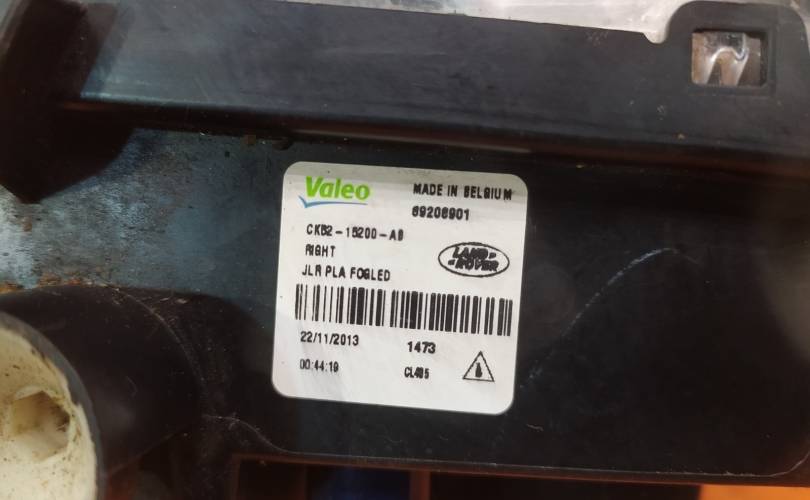 Valeo
MADE IN BELGIUM
89208901
CK52-15200-AB
RIGHT
LAND ROVER
JLR PLA FOGLED
22/11/2013
1473
00:44:19
CL485